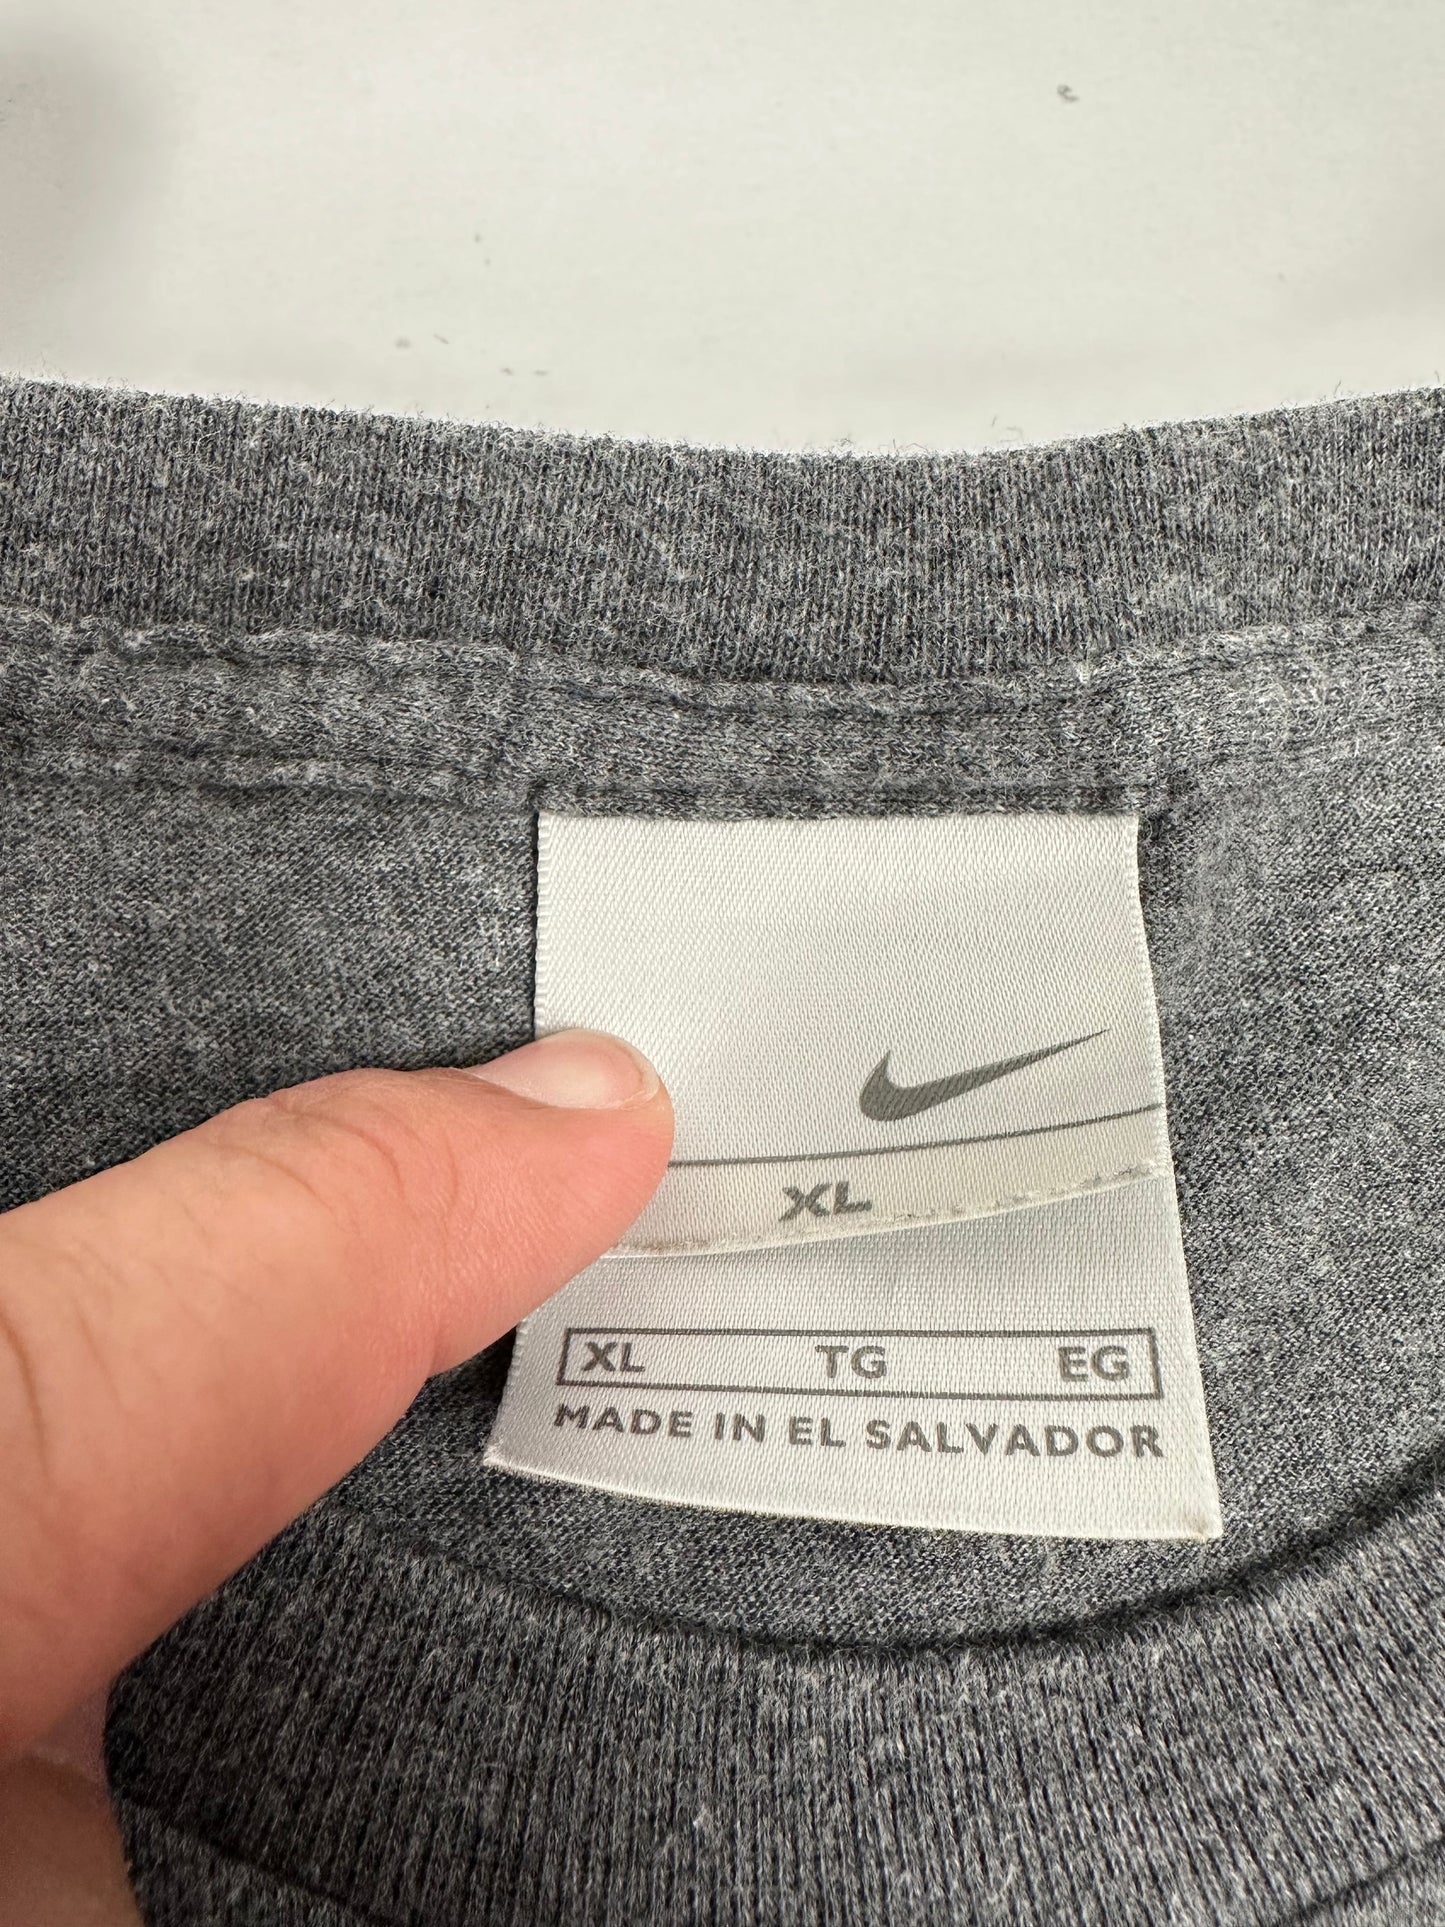 XL
XL TG EG
MADE IN EL SALVADOR